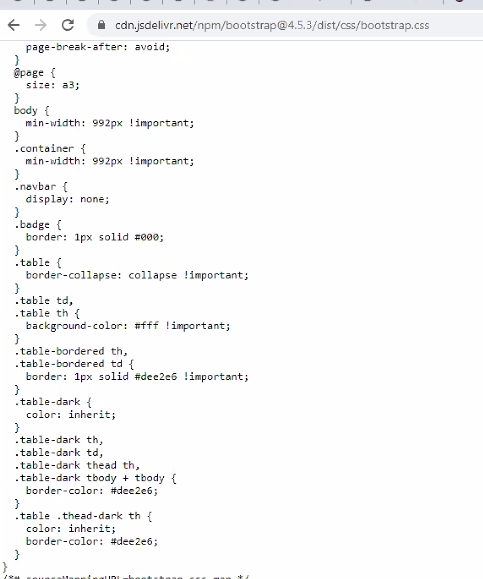 cdn.jsdelivr.net/npm/bootstrap@4.5.3/dist/css/bootstrap.css
page-break-after: avoid;
}
@page {
size: a3;
}
body {
min-width: 992px !important;
}
.container {
min-width: 992px !important;
}
.navbar {
display: none;
}
.badge {
border: 1px solid #000;
}
.table {
border-collapse: collapse !important;
}
.table td,
.table th {
background-color: #fff !important;
}
.table-bordered th,
.table-bordered td {
border: 1px solid #dee2e6 !important;
}
.table-dark {
color: inherit;
}
.table-dark th,
.table-dark td,
.table-dark thead th,
.table-dark tbody + tbody {
border-color: #dee2e6;
}
.table .thead-dark th {
color: inherit;
border-color: #dee2e6;
}
}
/*# sourceMappingURL=bootstrap.css.map */